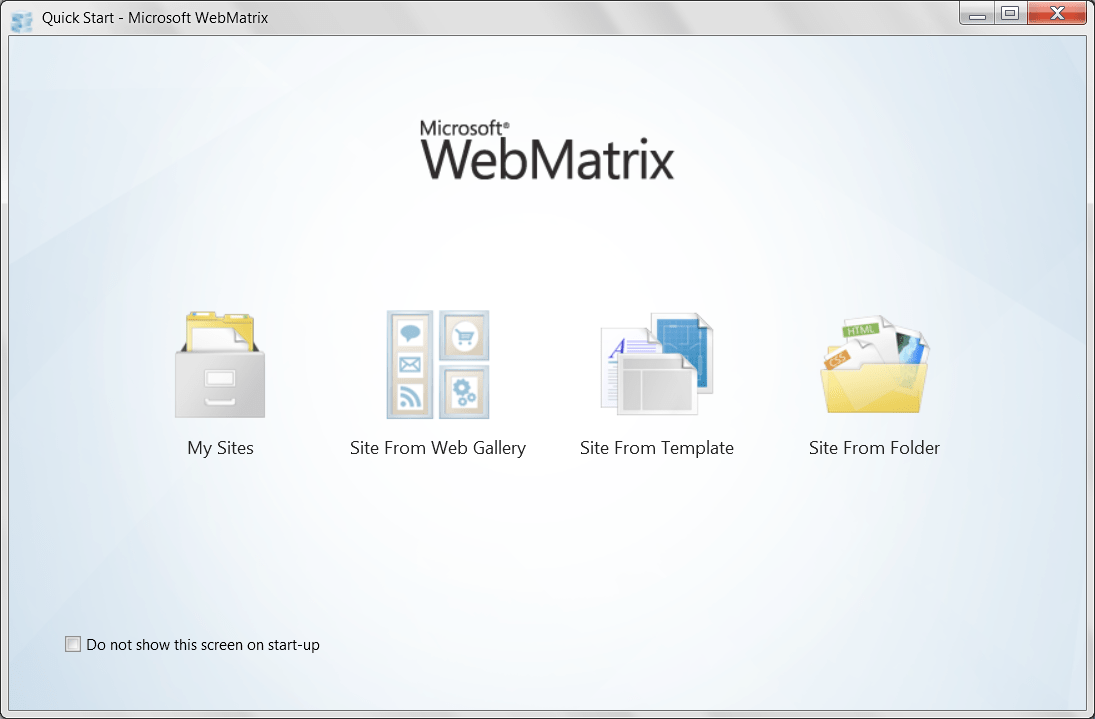 Quick Start - Microsoft WebMatrix
Microsoft®
WebMatrix
HTML
CSS
A
My Sites
Site From Web Gallery
Site From Template
Site From Folder
Do not show this screen on start-up